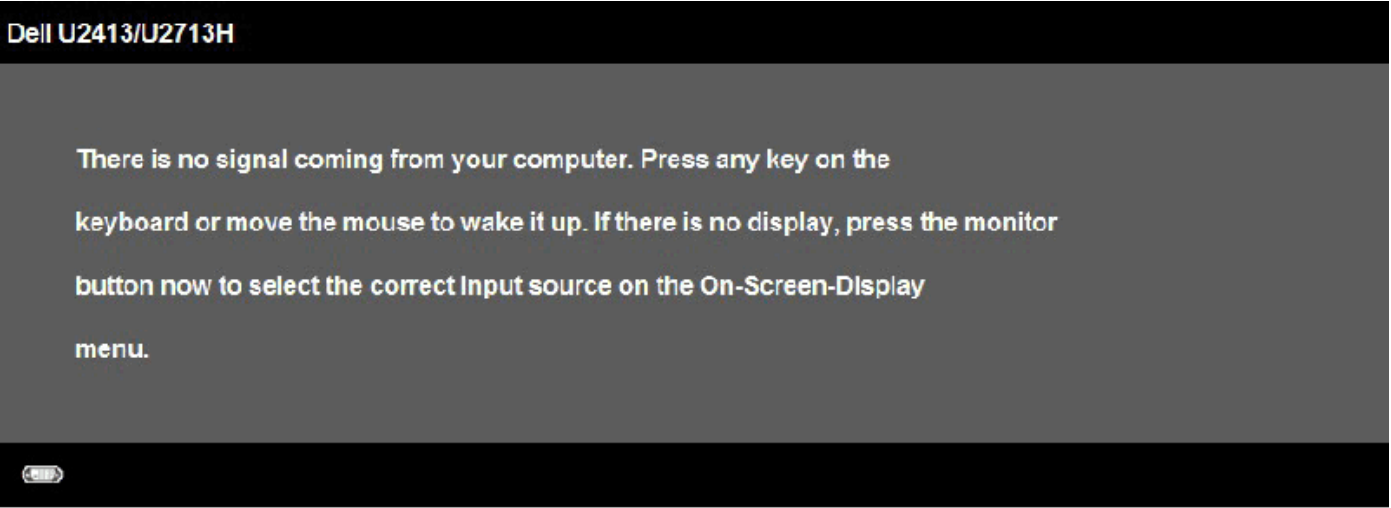 Dell U2413/U2713H
There is no signal coming from your computer. Press any key on the
keyboard or move the mouse to wake it up. If there is no display, press the monitor
button now to select the correct Input source on the On-Screen-DIsplay
menu.